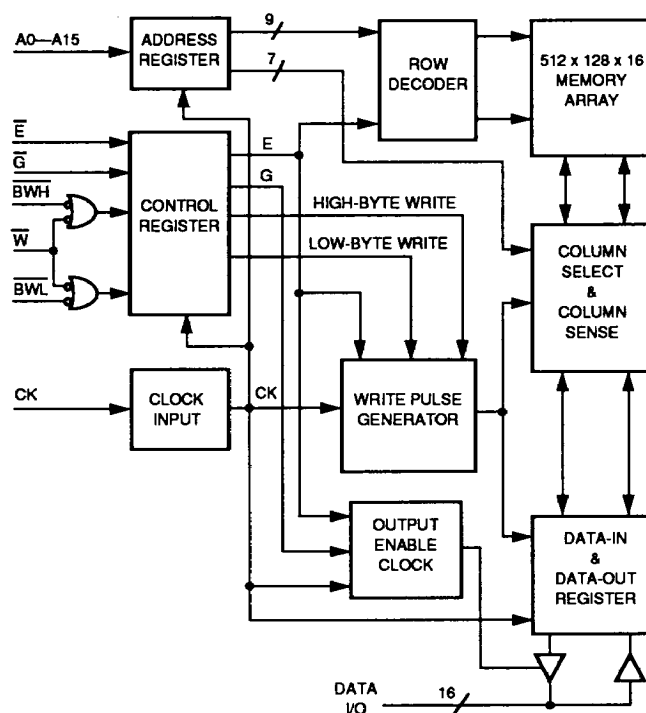 A0—A15
ADDRESS
REGISTER
9
7
ROW
DECODER
512 x 128 x 16
MEMORY
ARRAY
E
G
BWH
W
BWL
CONTROL
REGISTER
E
G
HIGH-BYTE WRITE
LOW-BYTE WRITE
COLUMN
SELECT
&
COLUMN
SENSE
CK
CLOCK
INPUT
CK
WRITE PULSE
GENERATOR
OUTPUT
ENABLE
CLOCK
DATA-IN
&
DATA-OUT
REGISTER
DATA
I/O
16